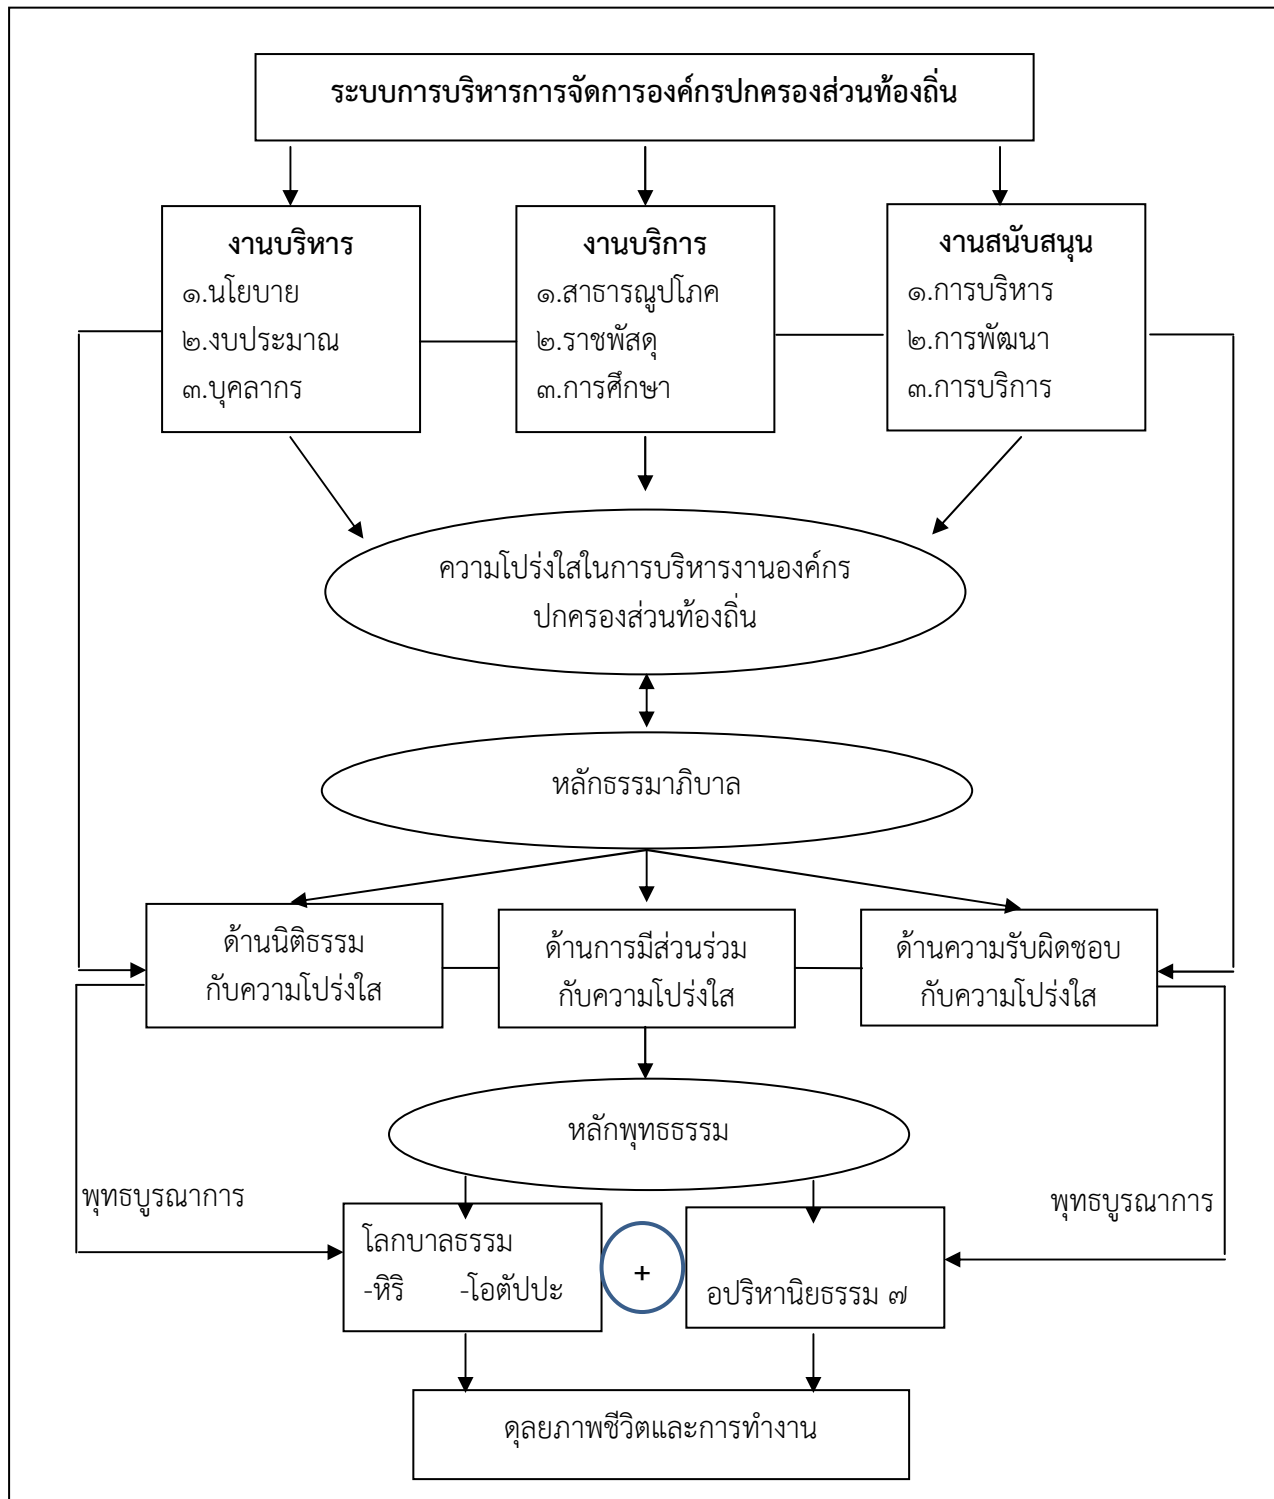 ระบบการบริหารการจัดการองค์กรปกครองส่วนท้องถิ่น
งานบริหาร
๑.นโยบาย
๒.งบประมาณ
๓.บุคลากร
งานบริการ
๑.สาธารณูปโภค
๒.ราชพัสดุ
๓.การศึกษา
งานสนับสนุน
๑.การบริหาร
๒.การพัฒนา
๓.การบริการ
ความโปร่งใสในการบริหารงานองค์กร
ปกครองส่วนท้องถิ่น
หลักธรรมาภิบาล
ด้านนิติธรรม
กับความโปร่งใส
ด้านการมีส่วนร่วม
กับความโปร่งใส
ด้านความรับผิดชอบ
กับความโปร่งใส
หลักพุทธธรรม
พุทธบูรณาการ
พุทธบูรณาการ
โลกบาลธรรม
-หิริ -โอตัปปะ
+
อปริหานิยธรรม ๗
ดุลยภาพชีวิตและการทำงาน